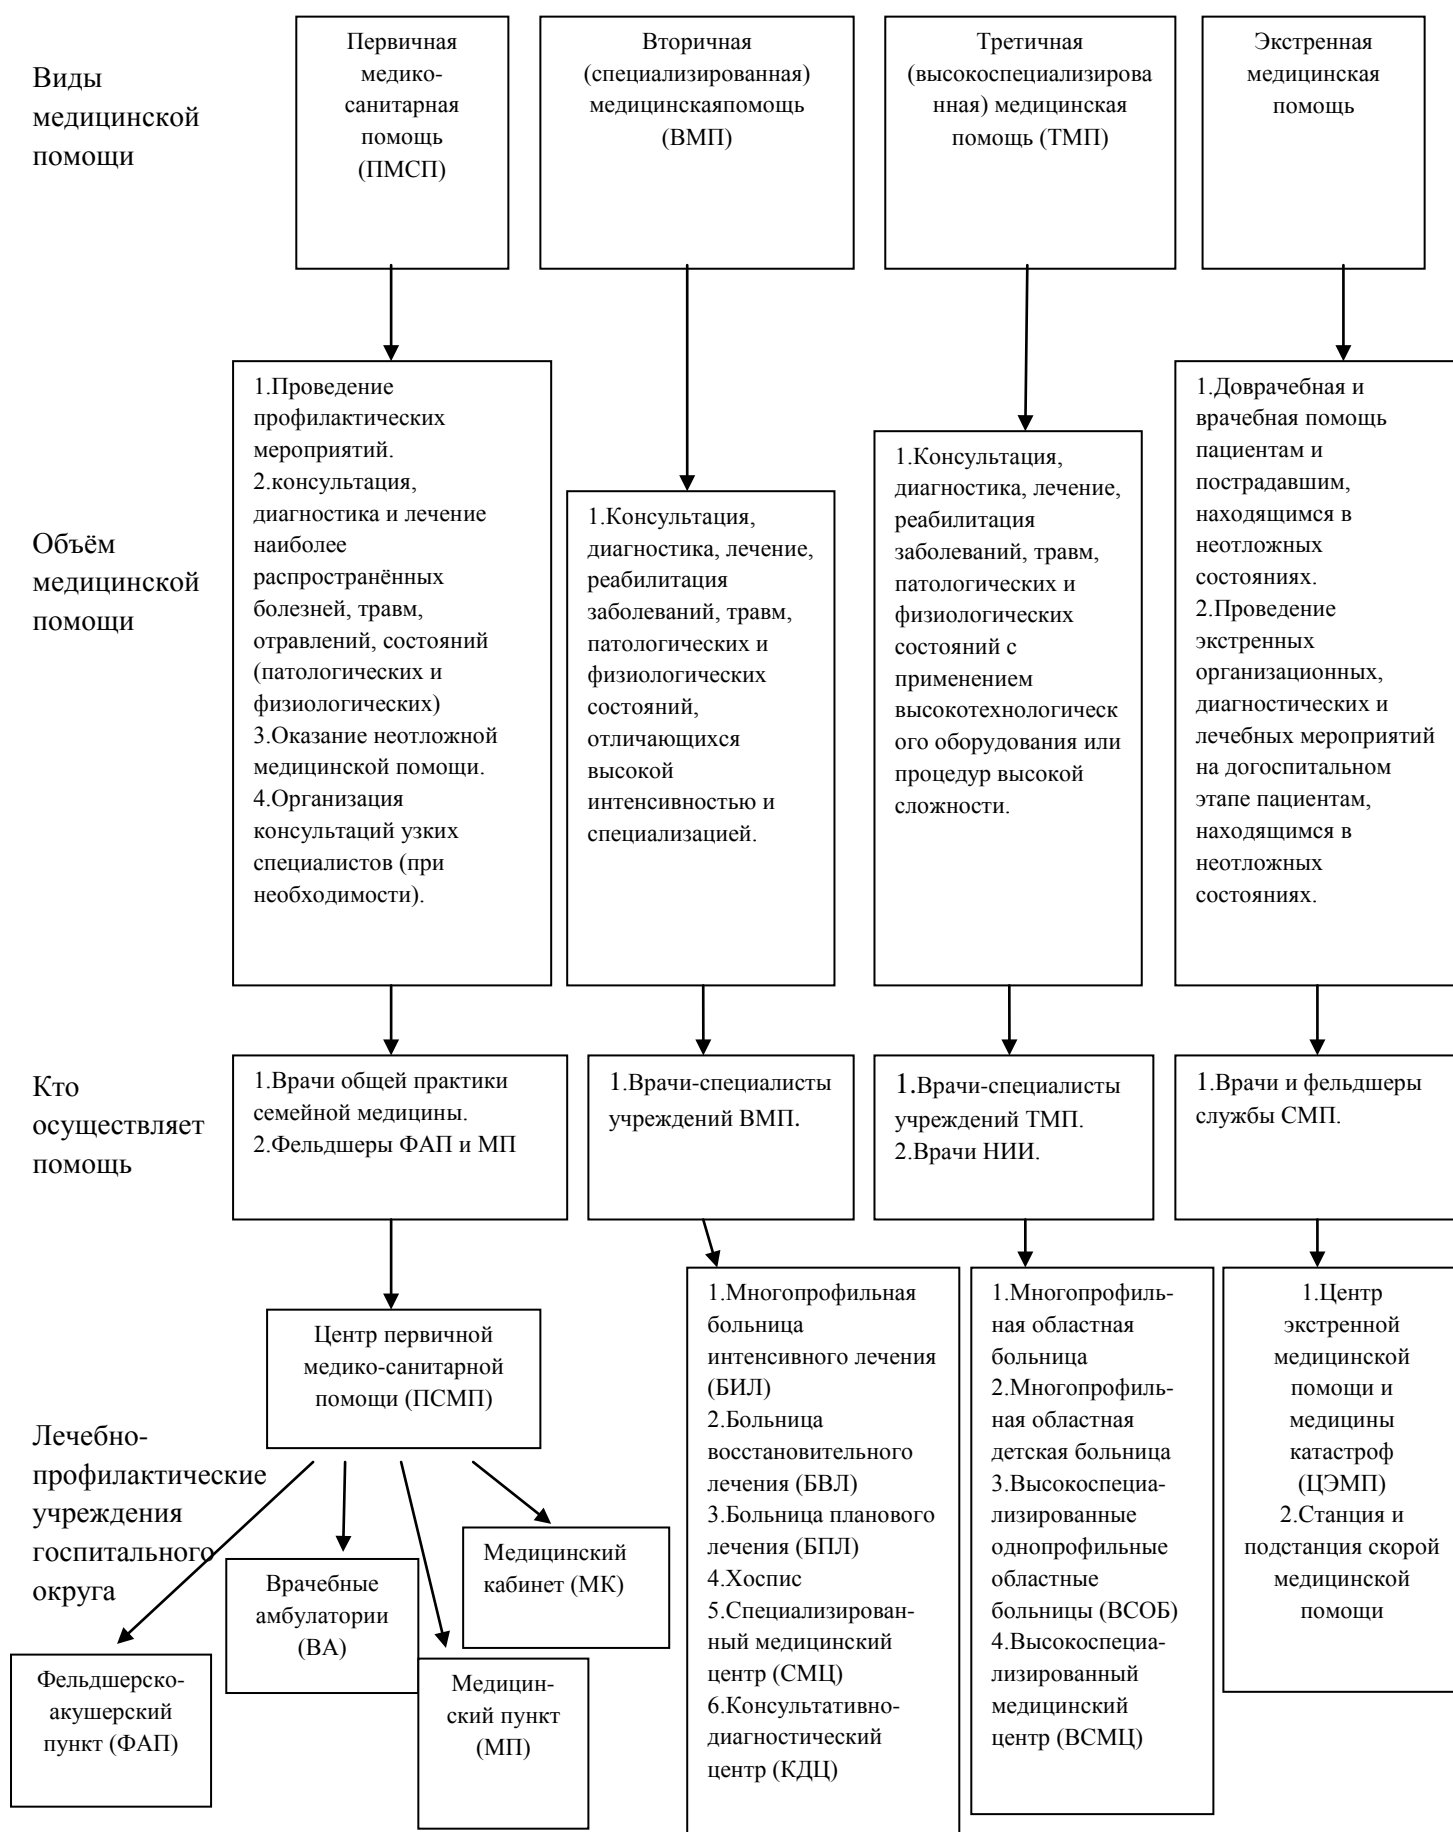 Виды
медицинской
помощи
Первичная
медико-
санитарная
помощь
(ПМСП)
Вторичная
(специализированная)
медицинскаяпомощь
(ВМП)
Третичная
(высокоспециализирова
нная) медицинская
помощь (ТМП)
Экстренная
медицинская
помощь
Объём
медицинской
помощи
1.Проведение
профилактических
мероприятий.
2.консультация,
диагностика и лечение
наиболее
распространённых
болезней, травм,
отравлений, состояний
(патологических и
физиологических)
3.Оказание неотложной
медицинской помощи.
4.Организация
консультаций узких
специалистов (при
необходимости).
1.Консультация,
диагностика, лечение,
реабилитация
заболеваний, травм,
патологических и
физиологических
состояний,
отличающихся
высокой
интенсивностью и
специализацией.
1.Консультация,
диагностика, лечение,
реабилитация
заболеваний, травм,
патологических и
физиологических
состояний с
применением
высокотехнологическ
ого оборудования или
процедур высокой
сложности.
1.Доврачебная и
врачебная помощь
пациентам и
пострадавшим,
находящимся в
неотложных
состояниях.
2.Проведение
экстренных
организационных,
диагностических и
лечебных мероприятий
на догоспитальном
этапе пациентам,
находящимся в
неотложных
состояниях.
Кто
осуществляет
помощь
1.Врачи общей практики
семейной медицины.
2.Фельдшеры ФАП и МП
1.Врачи-специалисты
учреждений ВМП.
1.Врачи-специалисты
учреждений ТМП.
2.Врачи НИИ.
1.Врачи и фельдшеры
службы СМП.
Лечебно-
профилактические
учреждения
госпитального
округа
Центр первичной
медико-санитарной
помощи (ПСМП)
Фельдшерско-
акушерский
пункт (ФАП)
Врачебные
амбулатории
(ВА)
Медицин-
ский пункт
(МП)
Медицинский
кабинет (МК)
1.Многопрофильная
больница
интенсивного лечения
(БИЛ)
2.Больница
восстановительного
лечения (БВЛ)
3.Больница планового
лечения (БПЛ)
4.Хоспис
5.Специализирован-
ный медицинский
центр (СМЦ)
6.Консультативно-
диагностический
центр (КДЦ)
1.Многопрофиль-
ная областная
больница
2.Многопрофиль-
ная областная
детская больница
3.Высокоспециа-
лизированные
однопрофильные
областные
больницы (ВСОБ)
4.Высокоспециа-
лизированный
медицинский
центр (ВСМЦ)
1.Центр
экстренной
медицинской
помощи и
медицины
катастроф
(ЦЭМП)
2.Станция и
подстанция скорой
медицинской
помощи